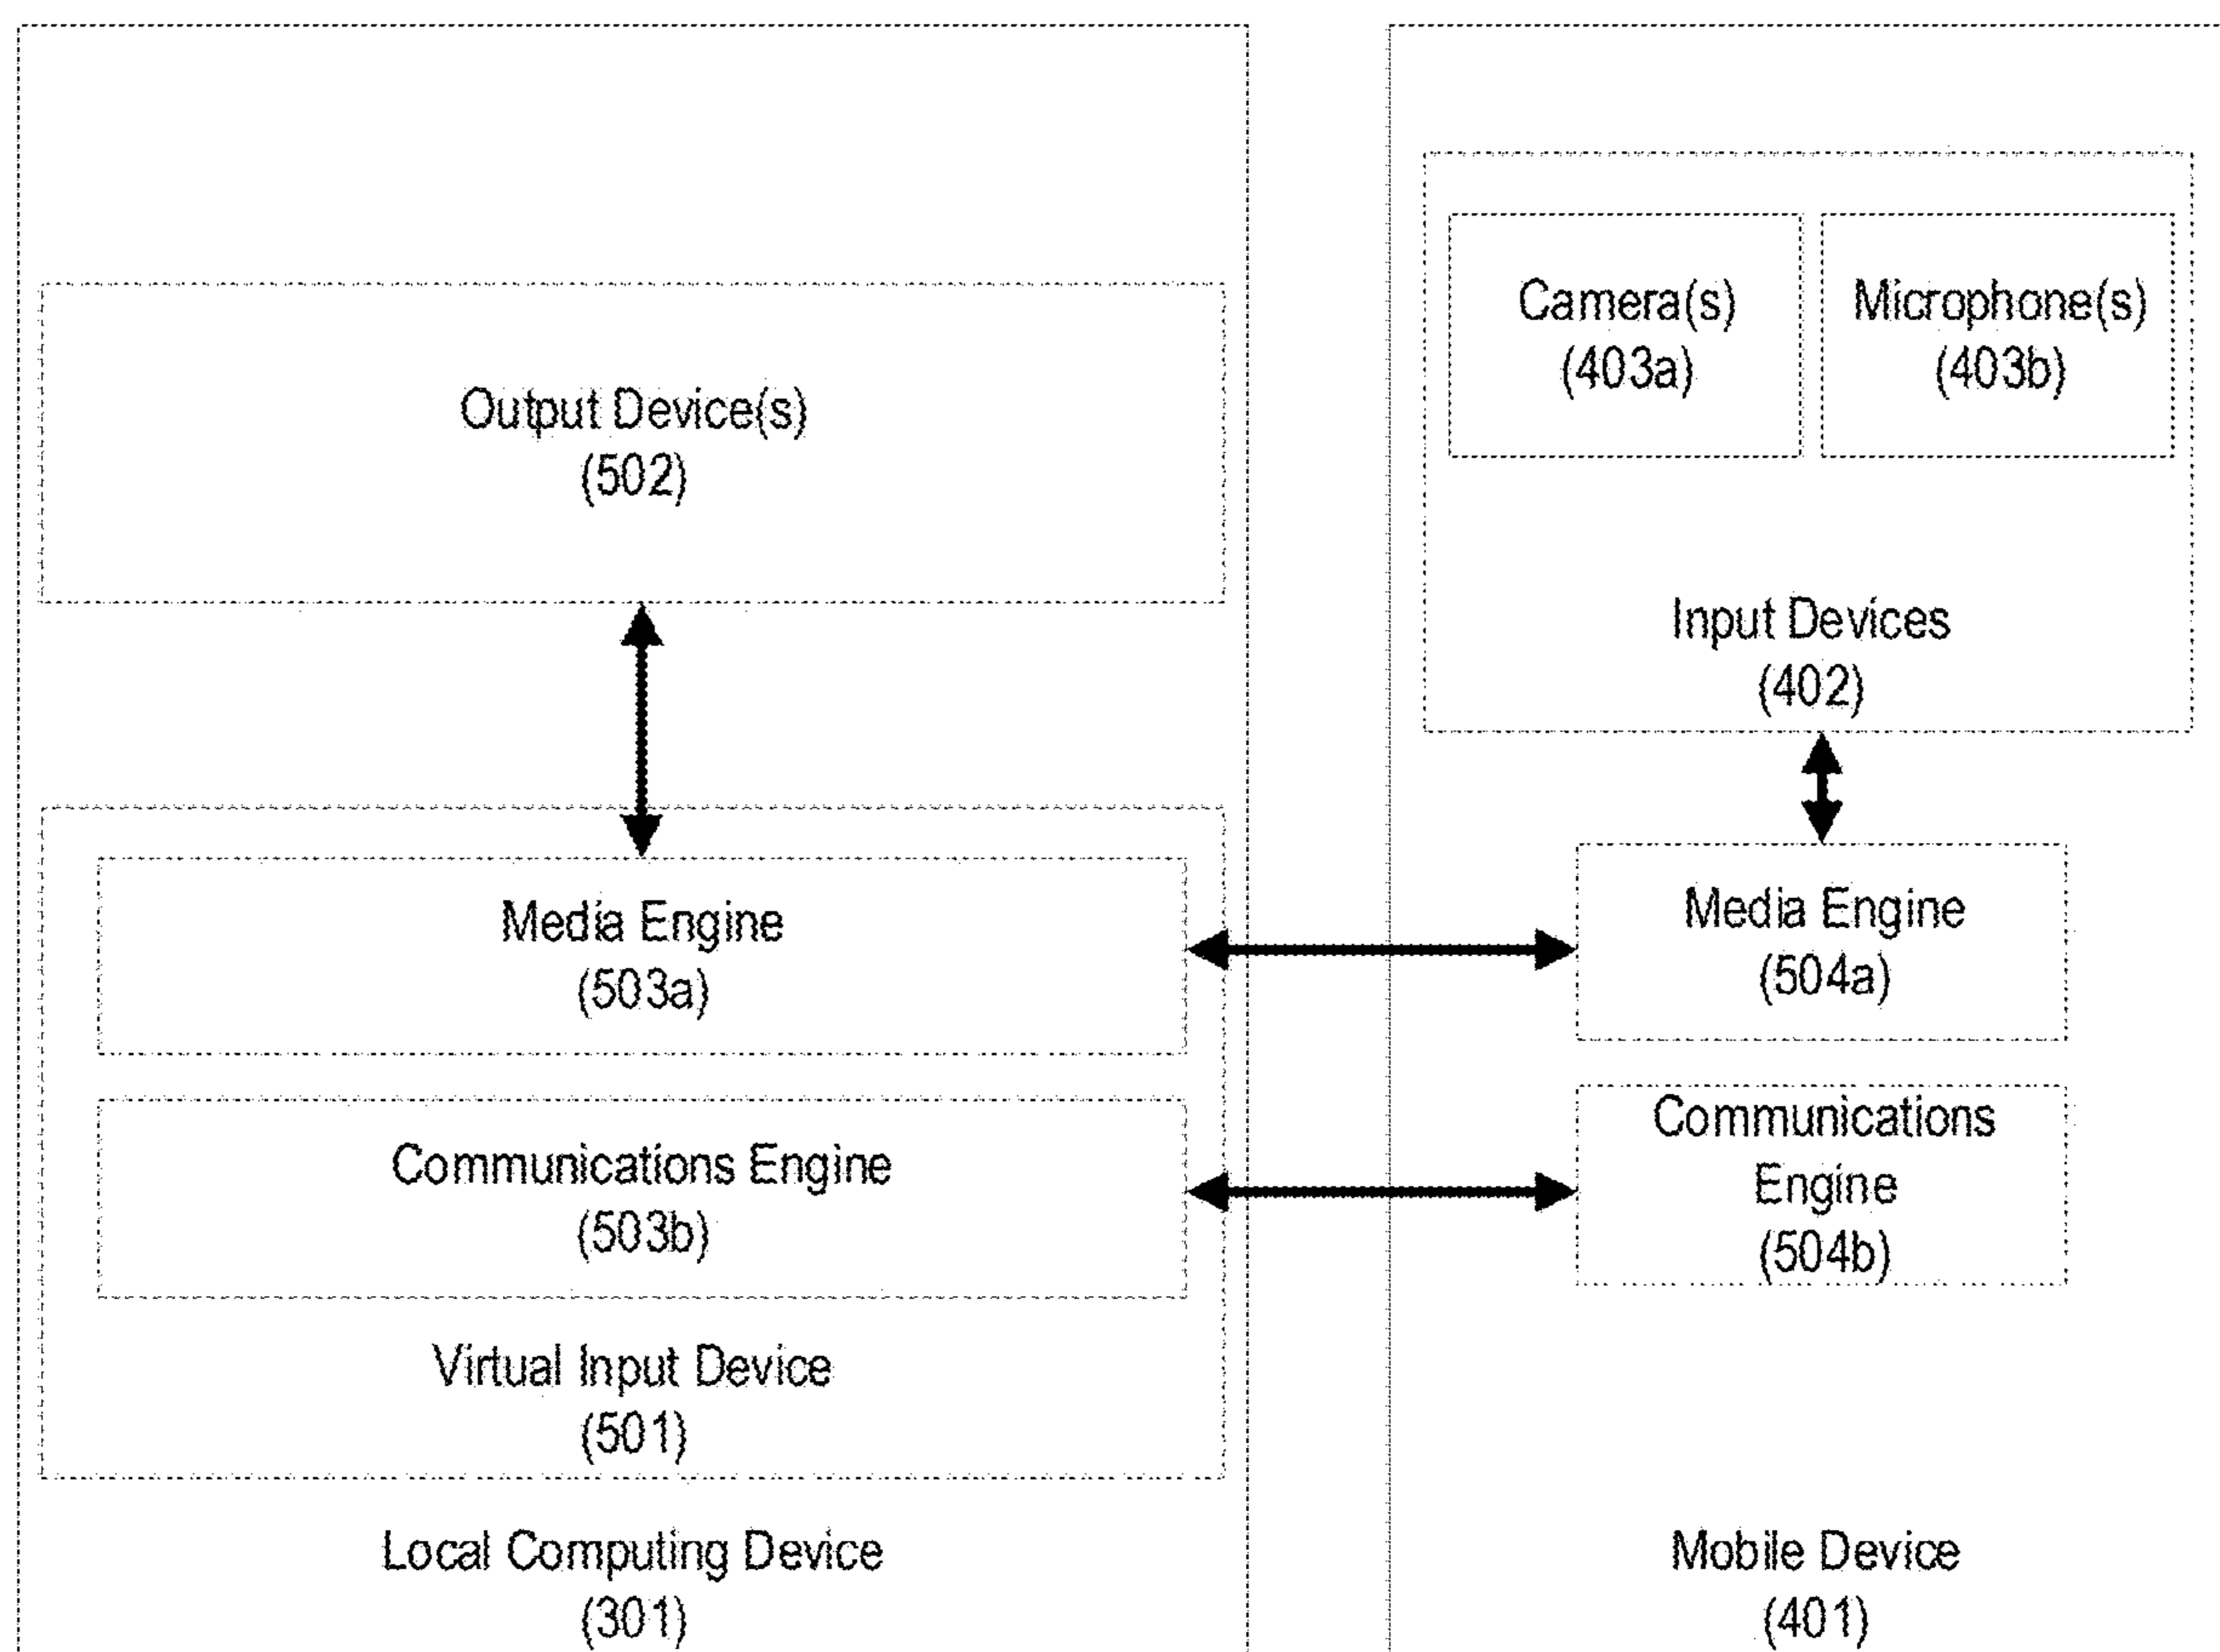 Output Device(s)
(502)
Media Engine
(503a)
Communications Engine
(503b)
Virtual Input Device
(501)
Local Computing Device
(301)
Camera(s)
(403a)
Microphone(s)
(403b)
Input Devices
(402)
Media Engine
(504a)
Communications
Engine
(504b)
Mobile Device
(401)